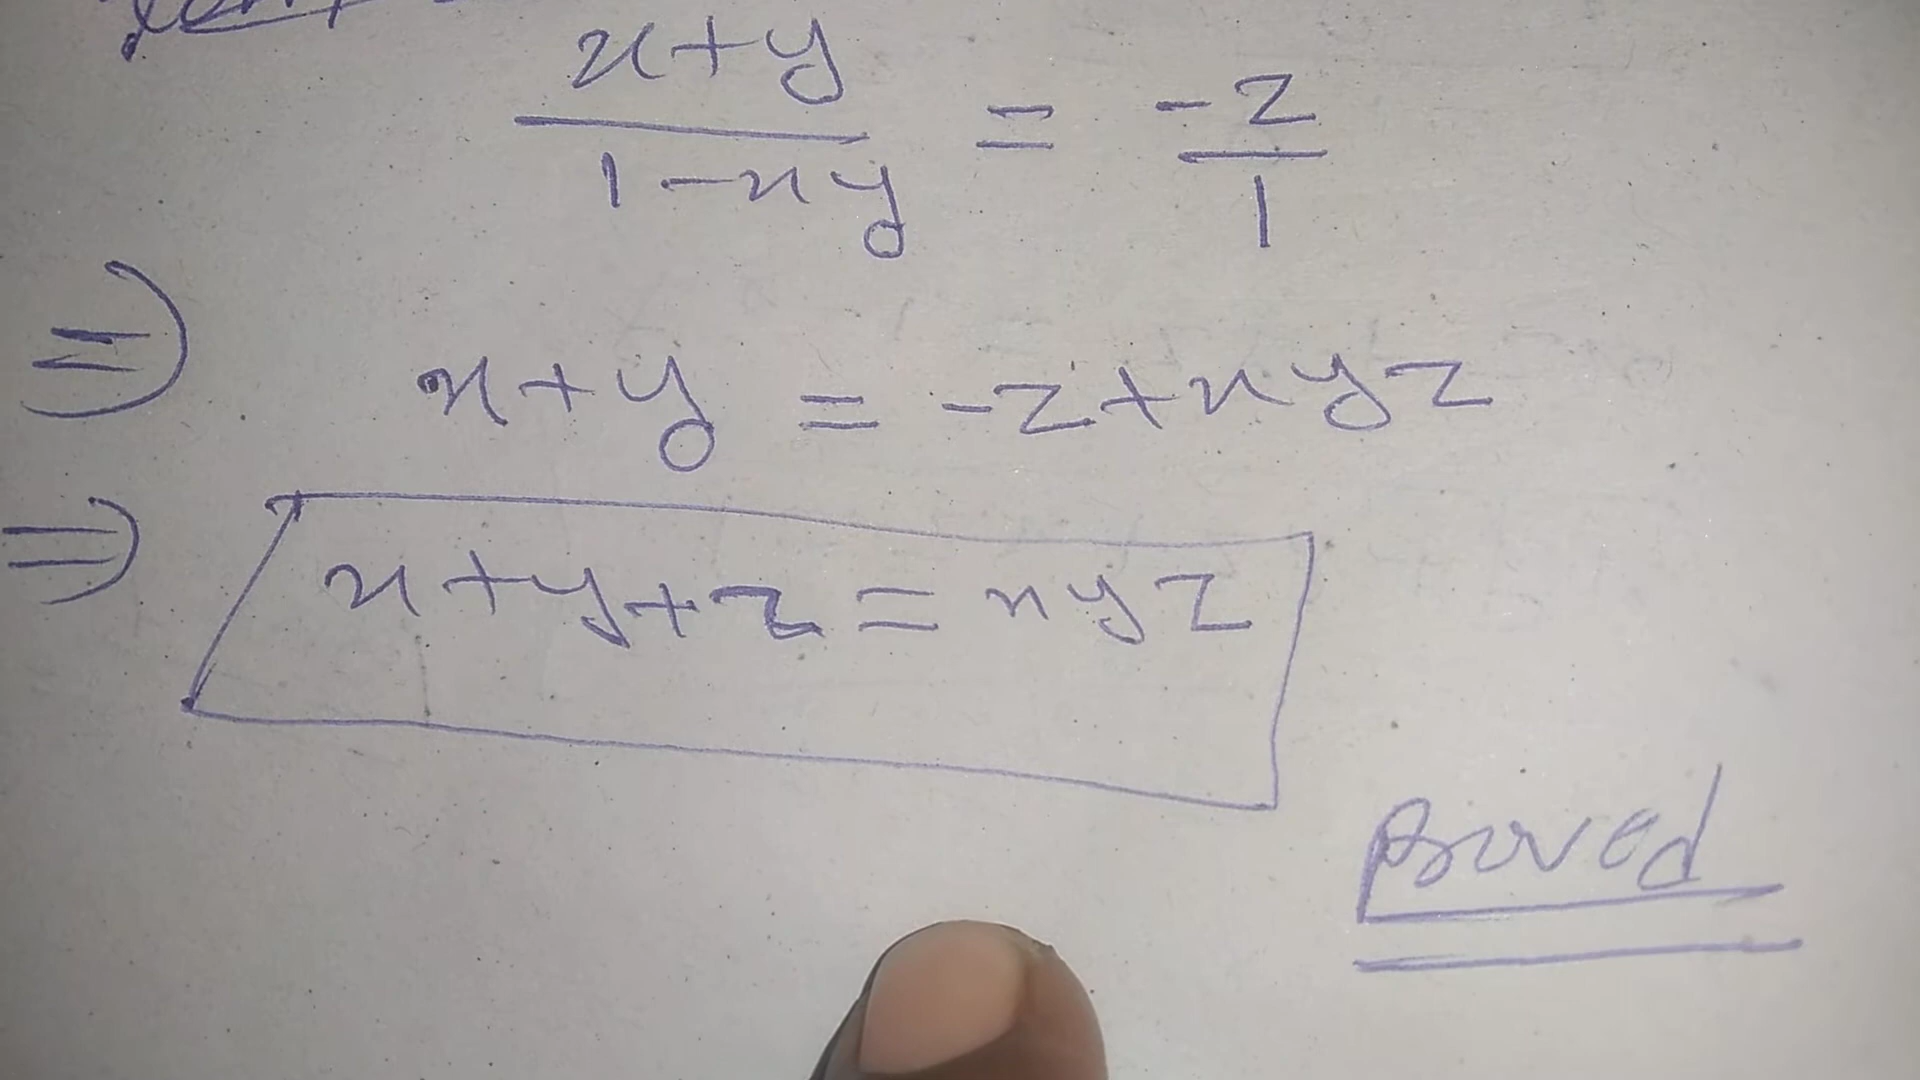 x+y/1-xy = -z/1
⇒ x+y = -z+xyz
⇒ x+y+z = xyz
Proved